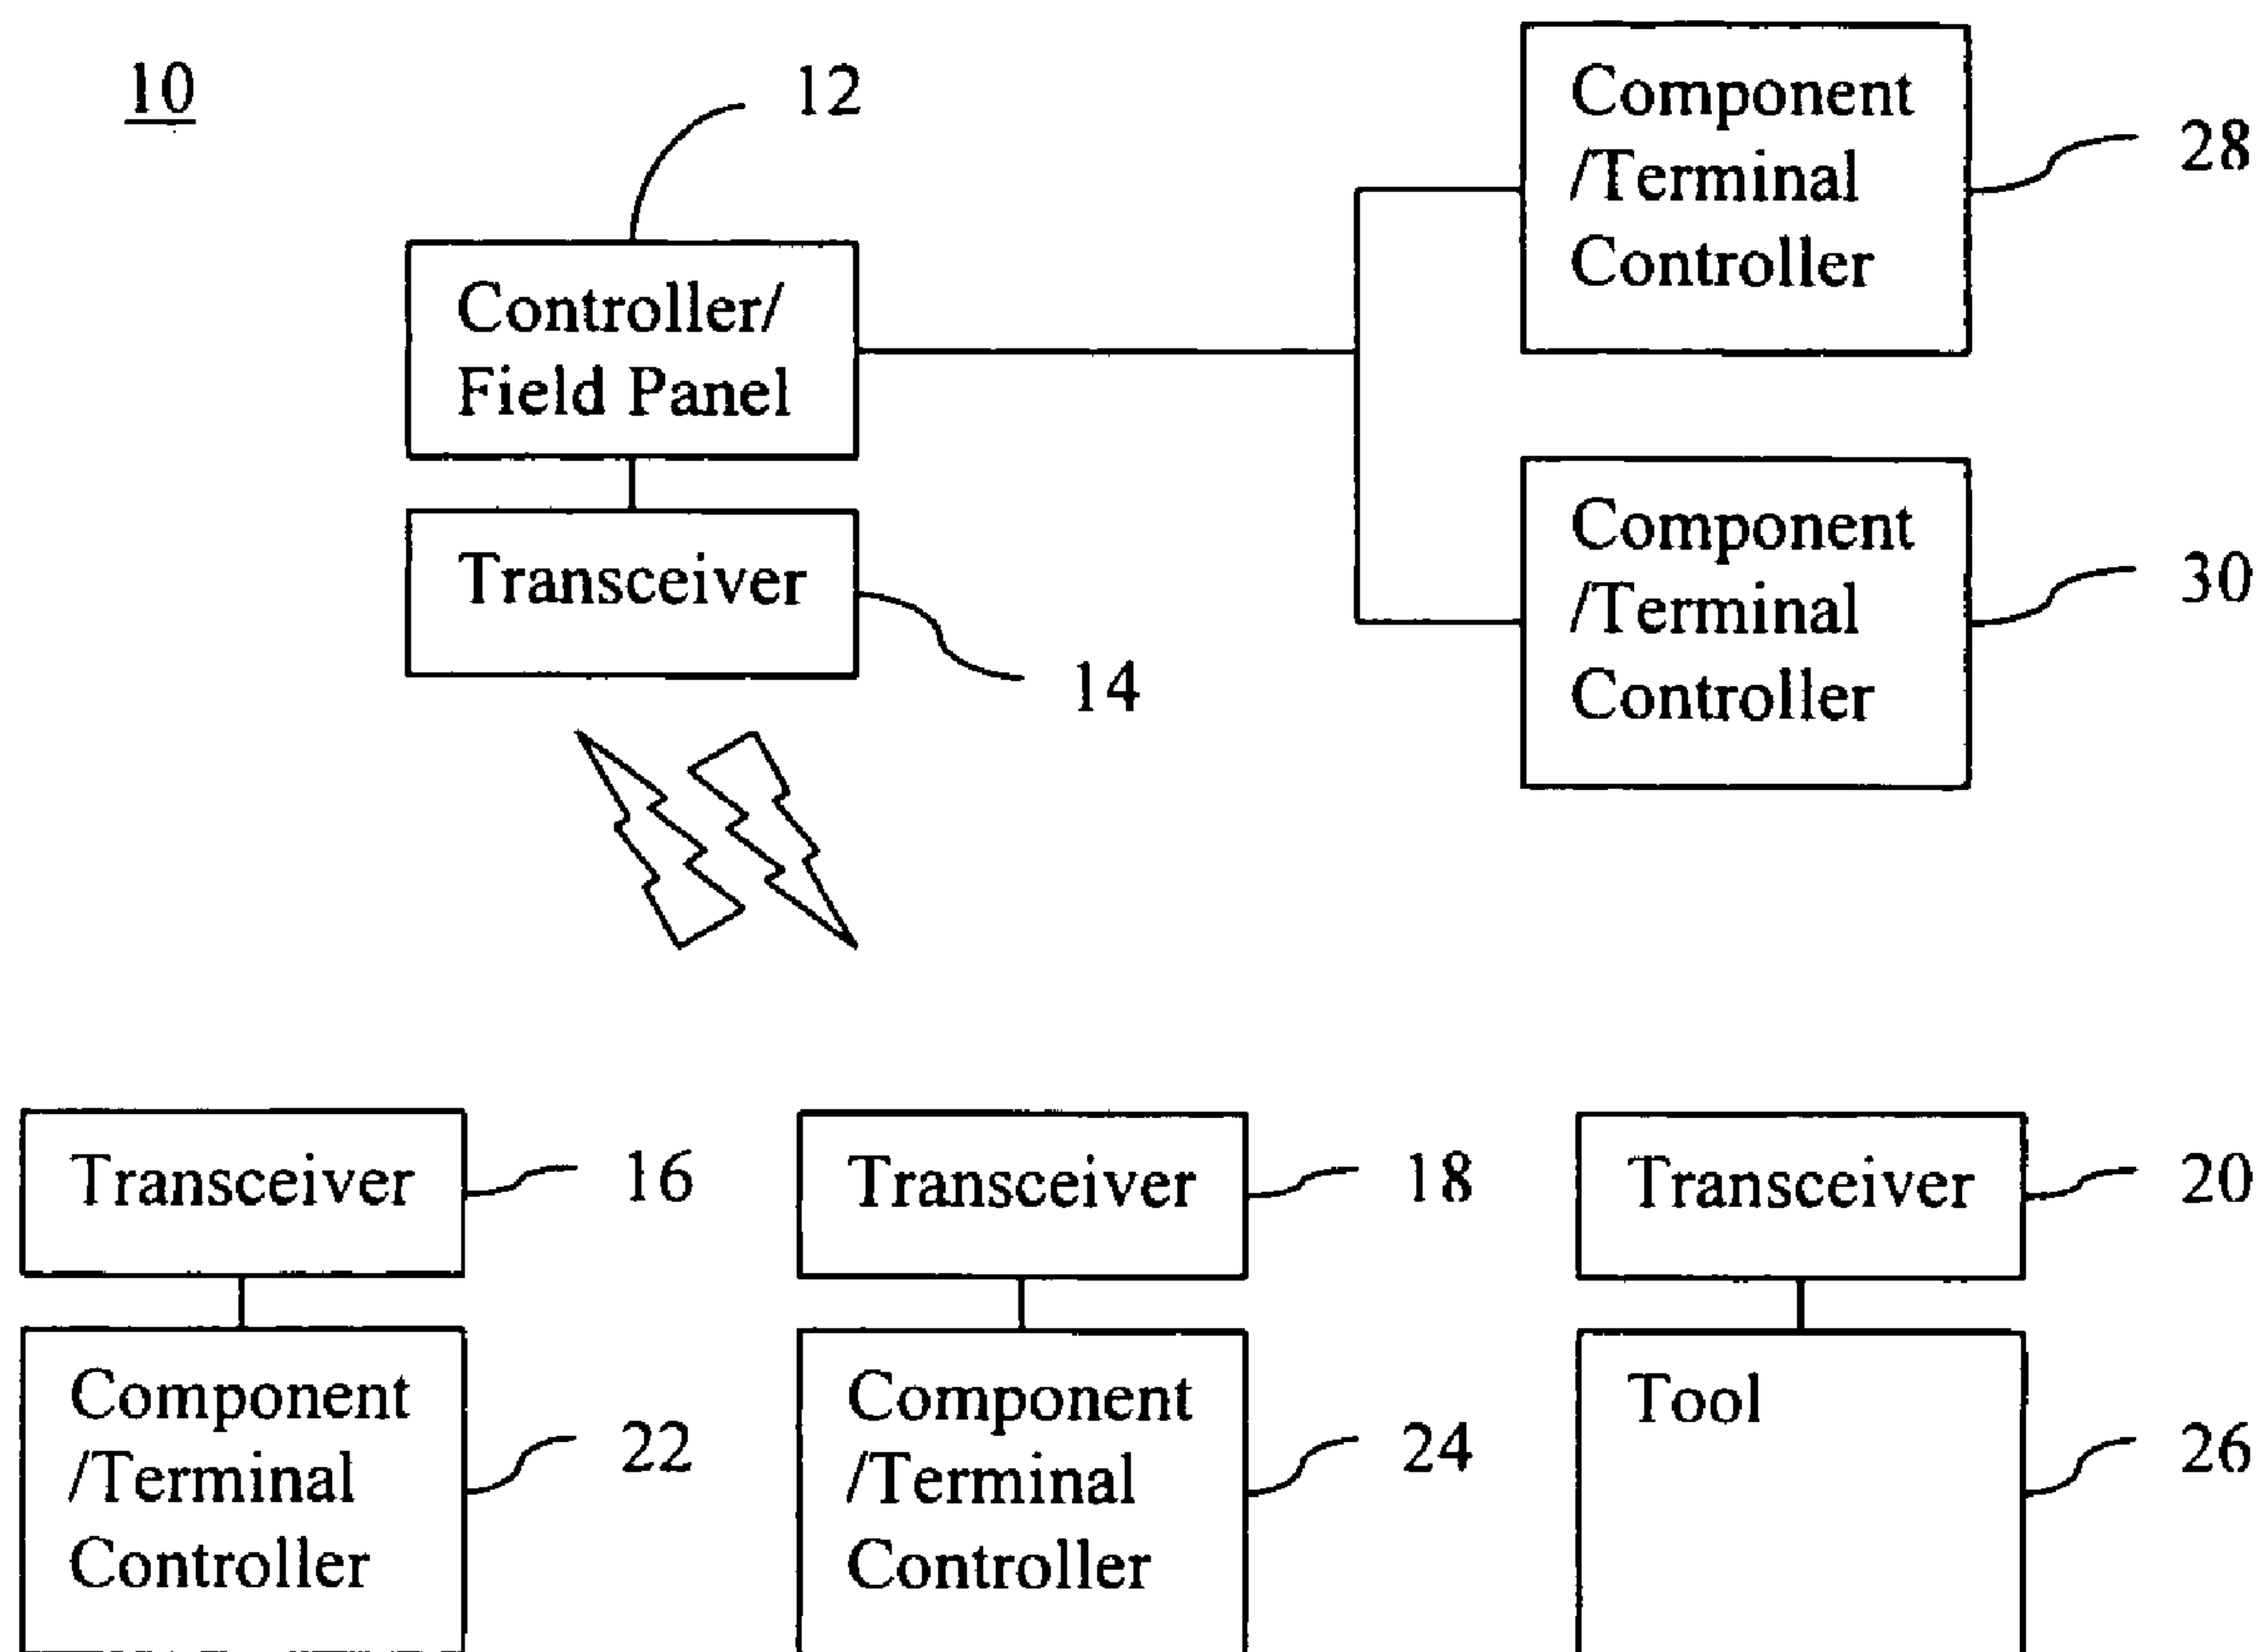 10
12
Component
/Terminal
Controller
28
Controller/
Field Panel
Transceiver
14
Component
/Terminal
Controller
30
Transceiver
16
Transceiver
18
Transceiver
20
Component
/Terminal
Controller
22
Component
/Terminal
Controller
24
Tool
26